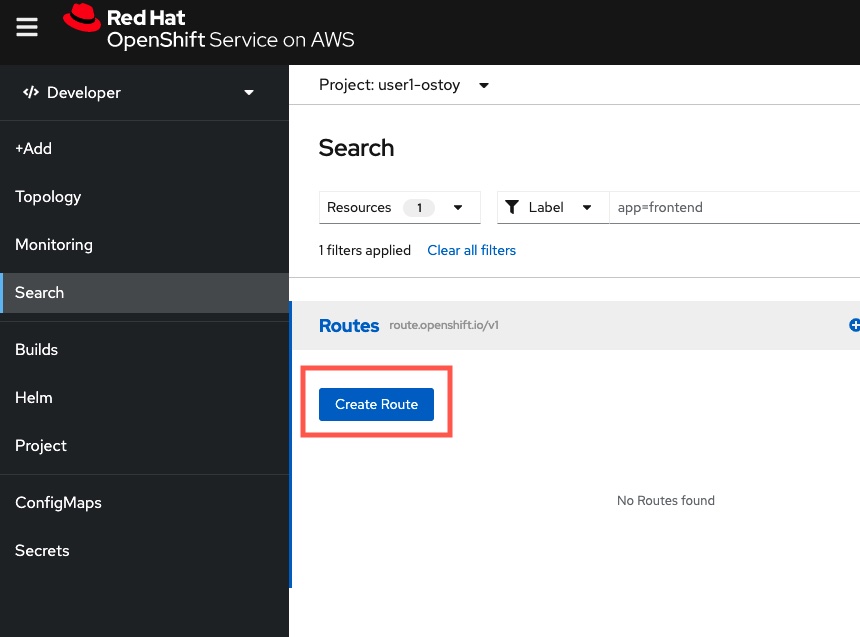 Red Hat
OpenShift Service on AWS
Developer
+Add
Topology
Monitoring
Search
Builds
Helm
Project
ConfigMaps
Secrets
Project: user1-ostoy
Search
Resources 1
Label
app=frontend
1 filters applied Clear all filters
Routes route.openshift.io/v1
Create Route
No Routes found